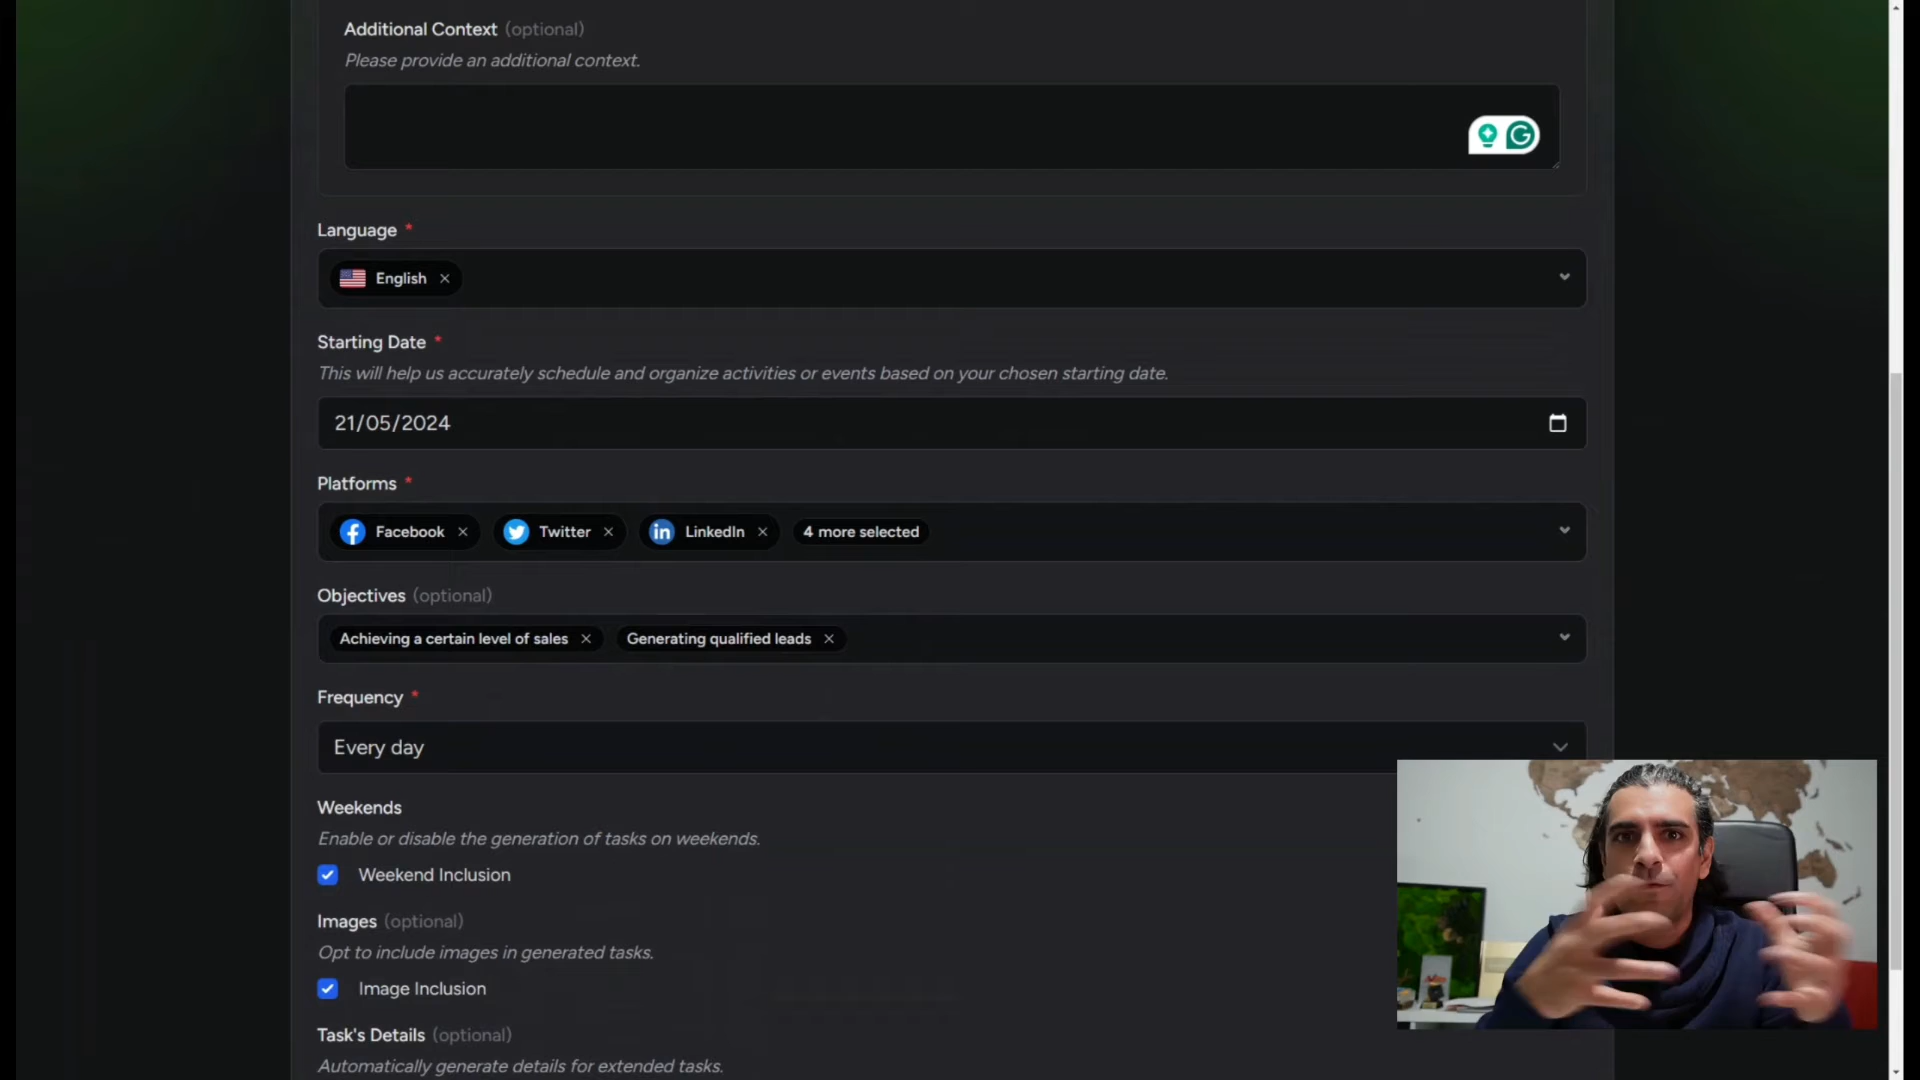 Additional Context (optional)
Please provide an additional context.
Language *
English ×
Starting Date *
This will help us accurately schedule and organize activities or events based on your chosen starting date.
21/05/2024
Platforms *
Facebook × Twitter × LinkedIn × 4 more selected
Objectives (optional)
Achieving a certain level of sales × Generating qualified leads ×
Frequency *
Every day
Weekends
Enable or disable the generation of tasks on weekends.
Weekend Inclusion
Images (optional)
Opt to include images in generated tasks.
Image Inclusion
Task's Details (optional)
Automatically generate details for extended tasks.